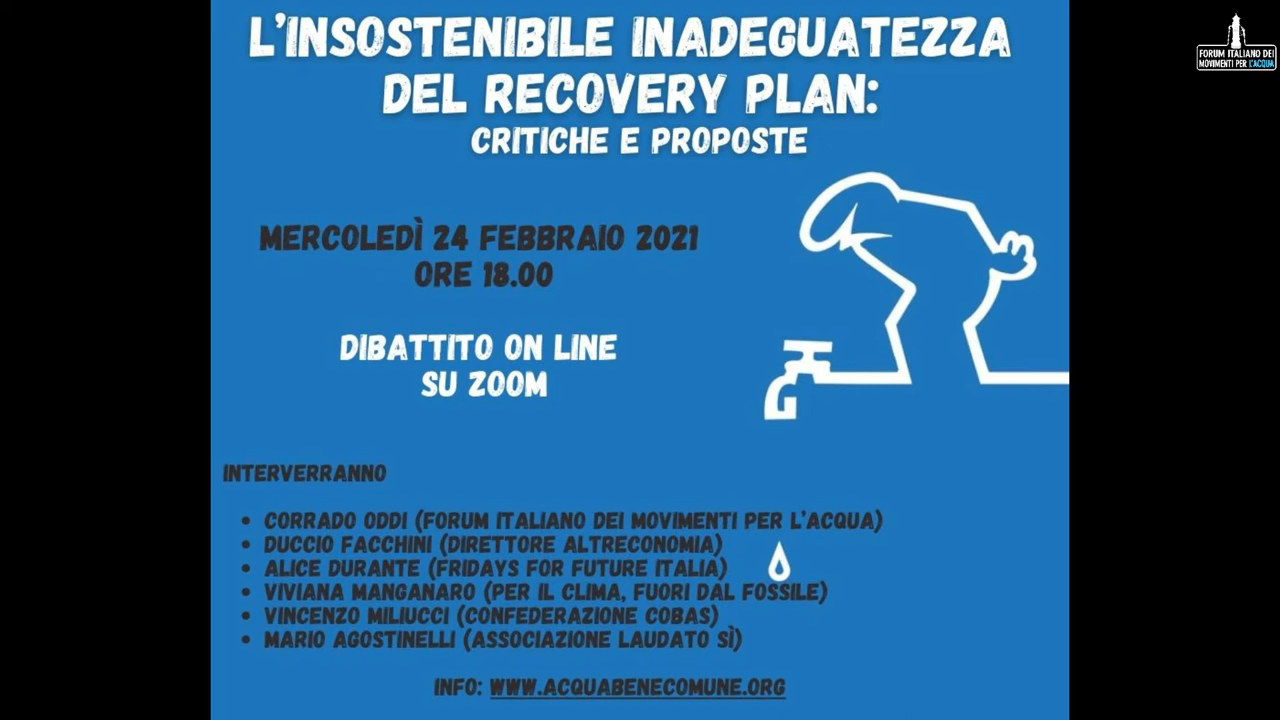 L'INSOSTENIBILE INADEGUATEZZA
DEL RECOVERY PLAN:
CRITICHE E PROPOSTE
FORUM ITALIANO DEI
MOVIMENTI PER L'ACQUA
MERCOLEDÌ 24 FEBBRAIO 2021
ORE 18.00
DIBATTITO ON LINE
SU ZOOM
INTERVERRANNO
• CORRADO ODDI (FORUM ITALIANO DEI MOVIMENTI PER L'ACQUA)
• DUCCIO FACCHINI (DIRETTORE ALTRECONOMIA)
• ALICE DURANTE (FRIDAYS FOR FUTURE ITALIA)
• VIVIANA MANGANARO (PER IL CLIMA, FUORI DAL FOSSILE)
• VINCENZO MILIUCCI (CONFEDERAZIONE COBAS)
• MARIO AGOSTINELLI (ASSOCIAZIONE LAUDATO SÌ)
INFO: WWW.ACQUABENECOMUNE.ORG